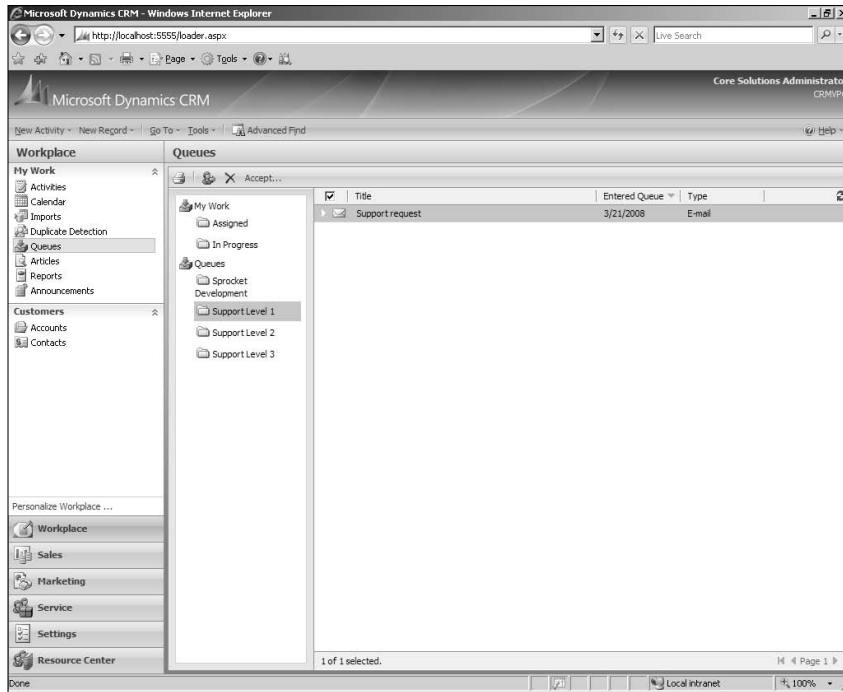 Microsoft Dynamics CRM - Windows Internet Explorer
http://localhost:5555/loader.aspx
Live Search
Page
Tools
Microsoft Dynamics CRM
Core Solutions Administrato
CRMVP
New Activity
New Record
Go To
Tools
Advanced Find
Help
Workplace
Queues
My Work
Activities
Calendar
Imports
Duplicate Detection
Queues
Articles
Reports
Announcements
Customers
Accounts
Contacts
Personalize Workplace ...
Workplace
Sales
Marketing
Service
Settings
Resource Center
Accept...
My Work
Assigned
In Progress
Queues
Sprocket
Development
Support Level 1
Support Level 2
Support Level 3
Title
Entered Queue
Type
Support request
3/21/2008
E-mail
1 of 1 selected.
Page 1
Done
Local intranet
100%